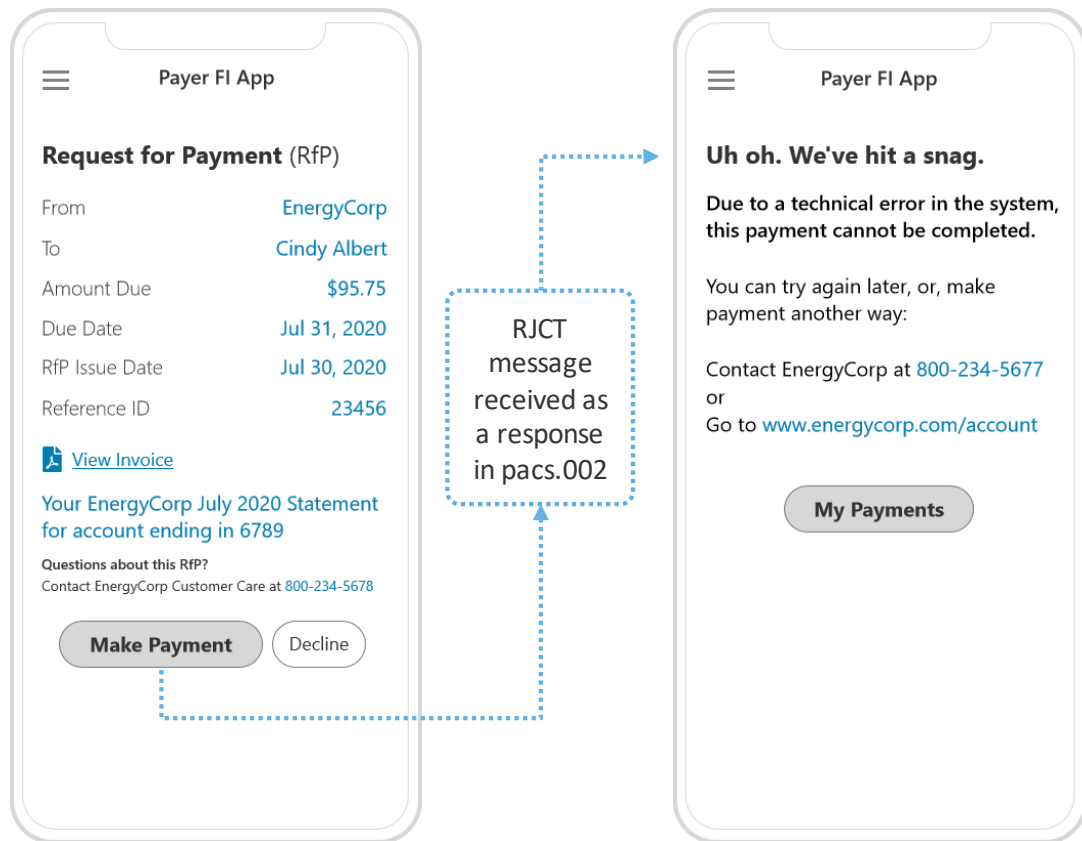 Payer FI App
Request for Payment (RfP)
From EnergyCorp
To Cindy Albert
Amount Due $95.75
Due Date Jul 31, 2020
RfP Issue Date Jul 30, 2020
Reference ID 23456
View Invoice
Your EnergyCorp July 2020 Statement
for account ending in 6789
Questions about this RfP?
Contact EnergyCorp Customer Care at 800-234-5678
Make Payment
Decline
RJCT
message
received as
a response
in pacs.002
Payer FI App
Uh oh. We've hit a snag.
Due to a technical error in the system,
this payment cannot be completed.
You can try again later, or, make
payment another way:
Contact EnergyCorp at 800-234-5677
or
Go to www.energycorp.com/account
My Payments